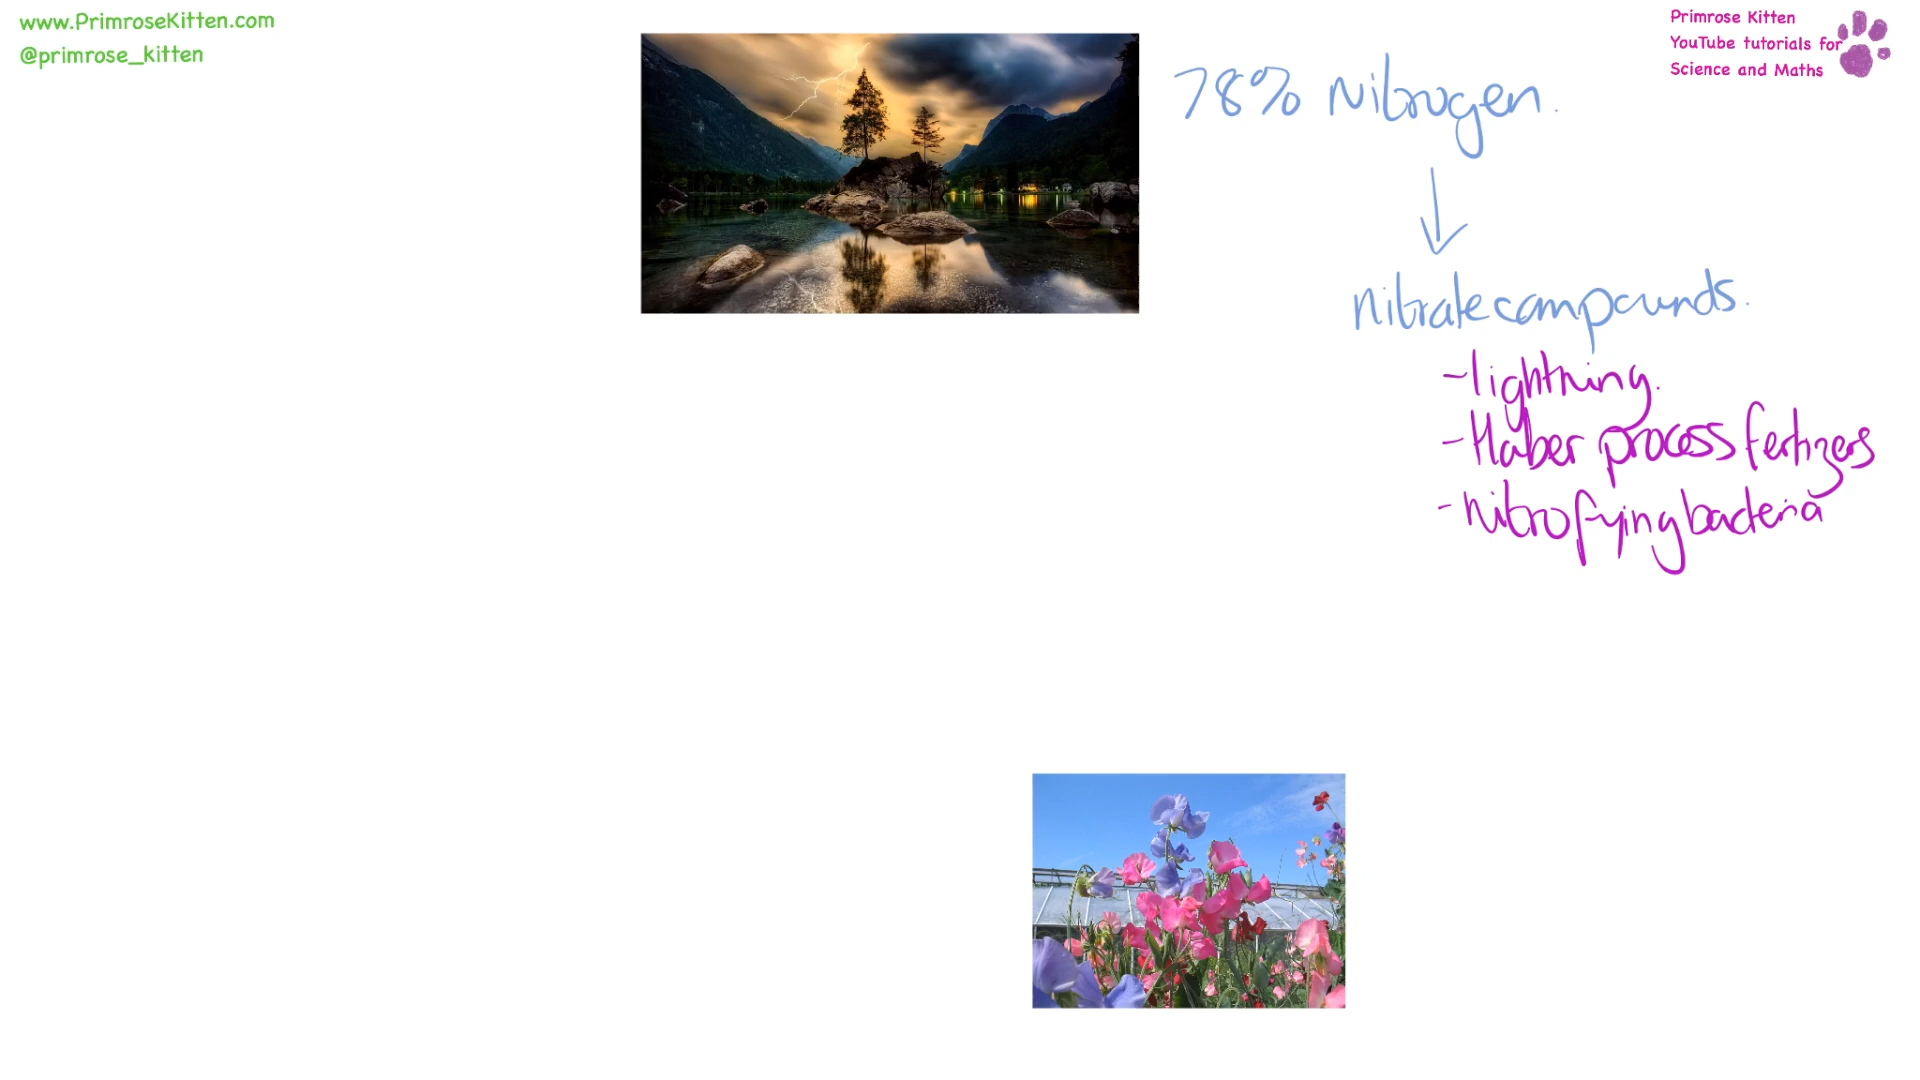 www.PrimroseKitten.com
@primrose_kitten
Primrose Kitten
YouTube tutorials for
Science and Maths
78% Nitrogen.
nitrate compounds.
- lightning.
- Haber process fertizers
- nitrofying bacteria